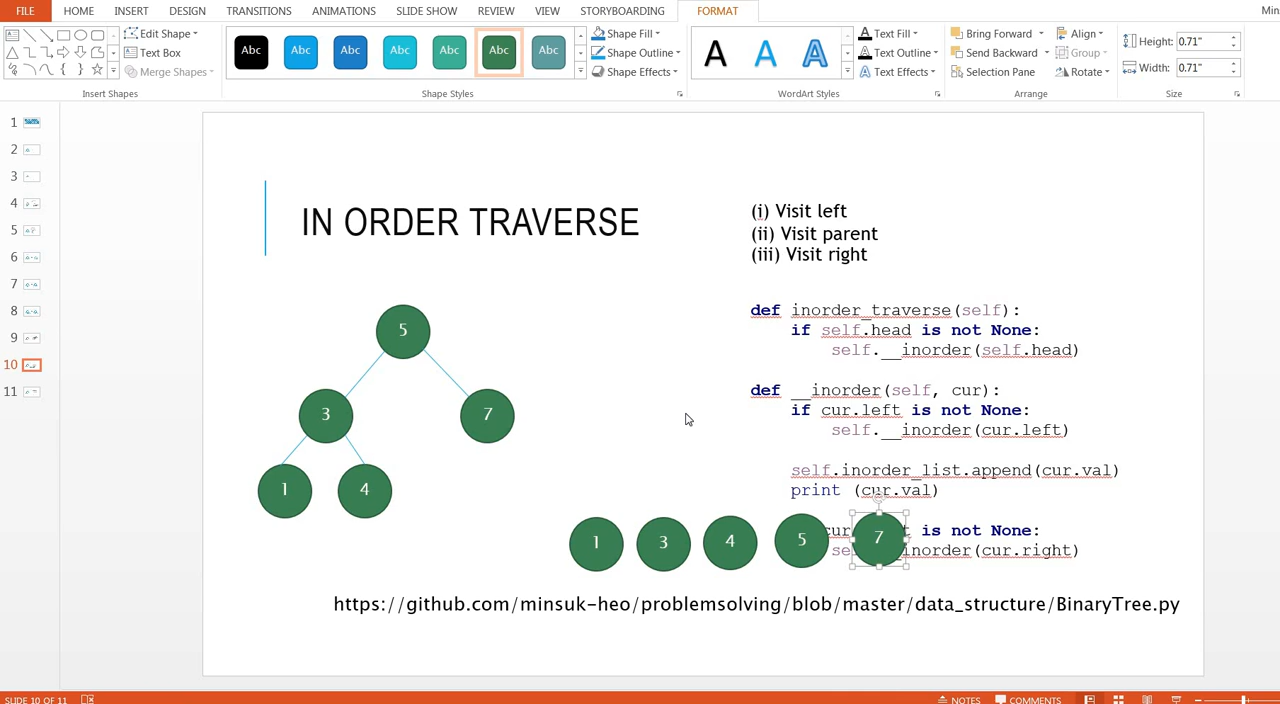 FILE HOME INSERT DESIGN TRANSITIONS ANIMATIONS SLIDE SHOW REVIEW VIEW STORYBOARDING FORMAT Min
Edit Shape
Text Box
Merge Shapes
Insert Shapes
Abc Abc Abc Abc Abc Abc Abc
Shape Fill
Shape Outline
Shape Effects
Shape Styles
A A A
Text Fill
Text Outline
Text Effects
WordArt Styles
Bring Forward
Send Backward
Selection Pane
Align
Group
Rotate
Arrange
Height: 0.71"
Width: 0.71"
Size
1
2
3
4
5
6
7
8
9
10
11
IN ORDER TRAVERSE
(i) Visit left
(ii) Visit parent
(iii) Visit right
5
3 7
1 4
def inorder_traverse(self):
if self.head is not None:
self.__inorder(self.head)
def __inorder(self, cur):
if cur.left is not None:
self.__inorder(cur.left)
self.inorder_list.append(cur.val)
print (cur.val)
is not None:
inorder(cur.right)
1 3 4 5 7
https://github.com/minsuk-heo/problemsolving/blob/master/data_structure/BinaryTree.py
SLIDE 10 OF 11
NOTES COMMENTS